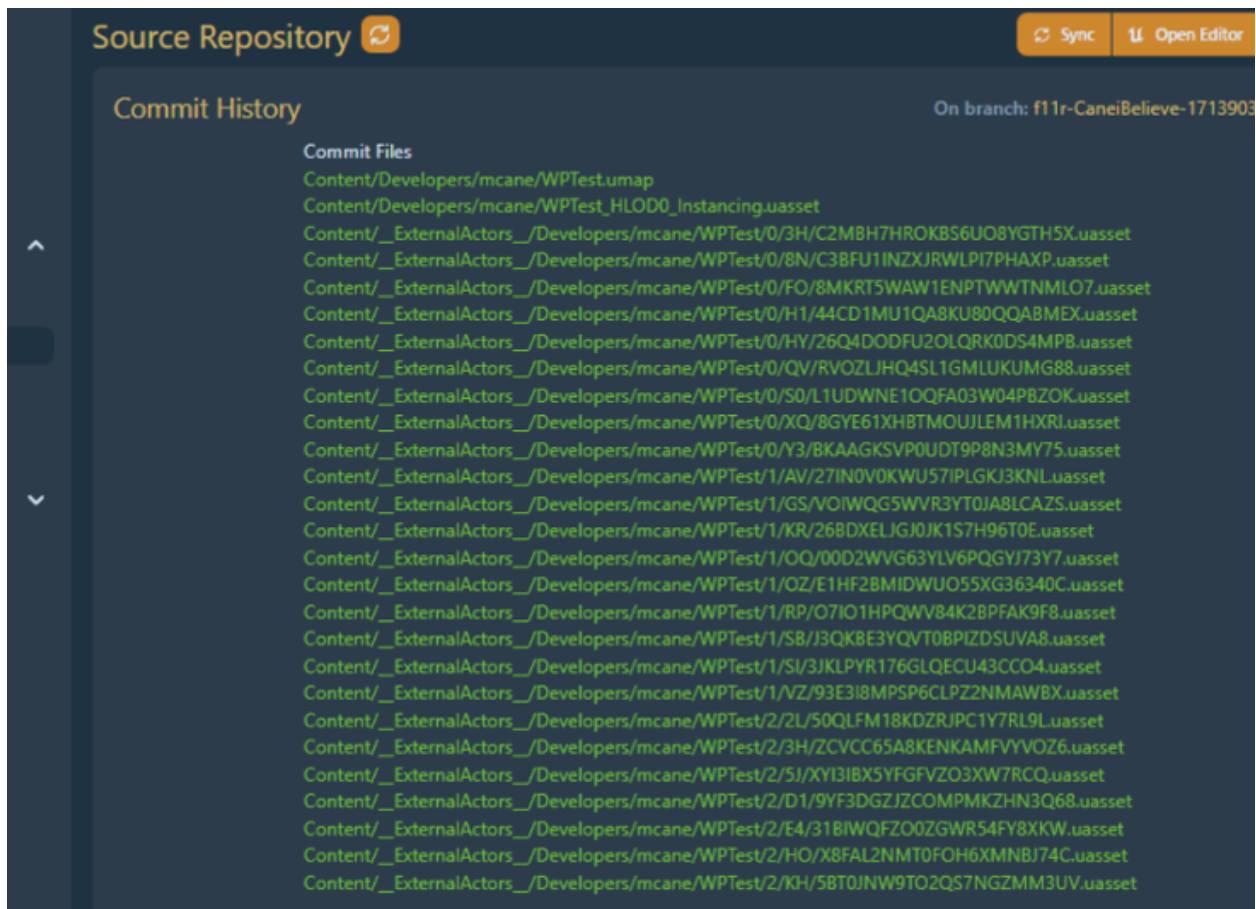 Source Repository
Sync
Open Editor
Commit History
On branch: f11r-CaneiBelieve-1713903
Commit Files
Content/Developers/mcane/WPTest.umap
Content/Developers/mcane/WPTest_HLOD0_Instancing.uasset
Content/__ExternalActors__/Developers/mcane/WPTest/0/3H/C2MBH7HROKBS6UO8YGTH5X.uasset
Content/__ExternalActors__/Developers/mcane/WPTest/0/8N/C3BFU1INZXJRWLPI7PHAXP.uasset
Content/__ExternalActors__/Developers/mcane/WPTest/0/FO/8MKRT5WAW1ENPTWWTNMLO7.uasset
Content/__ExternalActors__/Developers/mcane/WPTest/0/H1/44CD1MU1QA8KU80QQABMEX.uasset
Content/__ExternalActors__/Developers/mcane/WPTest/0/HY/26Q4DODFU2OLQRK0DS4MPB.uasset
Content/__ExternalActors__/Developers/mcane/WPTest/0/QV/RVOZLJHQ4SL1GMLUKUMG88.uasset
Content/__ExternalActors__/Developers/mcane/WPTest/0/S0/L1UDWNE1OQFA03W04PBZOK.uasset
Content/__ExternalActors__/Developers/mcane/WPTest/0/XQ/8GYE61XHBTMOUJLEM1HXRI.uasset
Content/__ExternalActors__/Developers/mcane/WPTest/0/Y3/BKAAGKSVP0UDT9P8N3MY75.uasset
Content/__ExternalActors__/Developers/mcane/WPTest/1/AV/27IN0V0KWU57IPLGKJ3KNL.uasset
Content/__ExternalActors__/Developers/mcane/WPTest/1/GS/VOIWQG5WVR3YT0JA8LCAZS.uasset
Content/__ExternalActors__/Developers/mcane/WPTest/1/KR/26BDXELJGJ0JK1S7H96T0E.uasset
Content/__ExternalActors__/Developers/mcane/WPTest/1/OQ/00D2WVG63YLV6PQGYJ73Y7.uasset
Content/__ExternalActors__/Developers/mcane/WPTest/1/OZ/E1HF2BMIDWUO55XG36340C.uasset
Content/__ExternalActors__/Developers/mcane/WPTest/1/RP/O7IO1HPQWV84K2BPFAK9F8.uasset
Content/__ExternalActors__/Developers/mcane/WPTest/1/SB/J3QKBE3YQVT0BPIZDSUVA8.uasset
Content/__ExternalActors__/Developers/mcane/WPTest/1/SI/3JKLPYR176GLQECU43CCO4.uasset
Content/__ExternalActors__/Developers/mcane/WPTest/1/VZ/93E3I8MPSP6CLPZ2NMAWBX.uasset
Content/__ExternalActors__/Developers/mcane/WPTest/2/2L/50QLFM18KDZRJPC1Y7RL9L.uasset
Content/__ExternalActors__/Developers/mcane/WPTest/2/3H/ZCVCC65A8KENKAMFVYVOZ6.uasset
Content/__ExternalActors__/Developers/mcane/WPTest/2/5J/XYI3IBX5YFGFVZO3XW7RCQ.uasset
Content/__ExternalActors__/Developers/mcane/WPTest/2/D1/9YF3DGZJZCOMPMKZHN3Q68.uasset
Content/__ExternalActors__/Developers/mcane/WPTest/2/E4/31BIWQFZO0ZGWR54FY8XKW.uasset
Content/__ExternalActors__/Developers/mcane/WPTest/2/HO/X8FAL2NMT0FOH6XMNBJ74C.uasset
Content/__ExternalActors__/Developers/mcane/WPTest/2/KH/5BT0JNW9TO2QS7NGZMM3UV.uasset